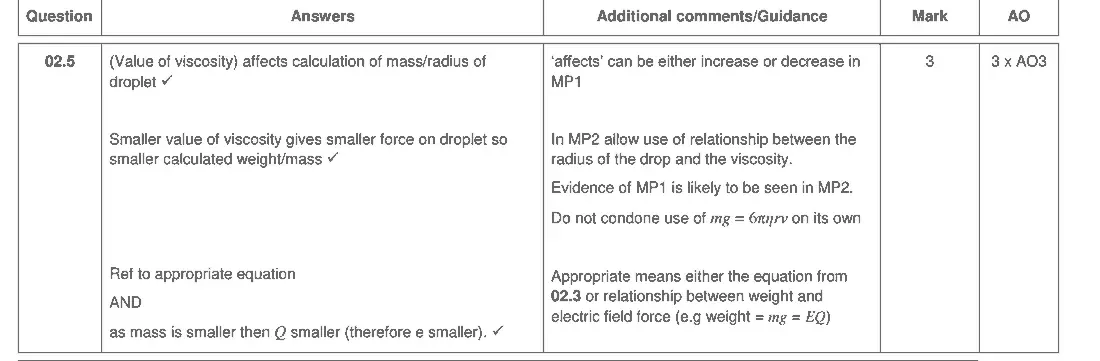 Question Answers Additional comments/Guidance Mark AO
02.5 (Value of viscosity) affects calculation of mass/radius of ‘affects’ can be either increase or decrease in 3 3 x AO3
droplet ✓ MP1
Smaller value of viscosity gives smaller force on droplet so In MP2 allow use of relationship between the
smaller calculated weight/mass ✓ radius of the drop and the viscosity.
Evidence of MP1 is likely to be seen in MP2.
Do not condone use of mg = 6πηrv on its own
Ref to appropriate equation Appropriate means either the equation from
AND 02.3 or relationship between weight and
as mass is smaller then Q smaller (therefore e smaller). ✓ electric field force (e.g weight = mg = EQ)